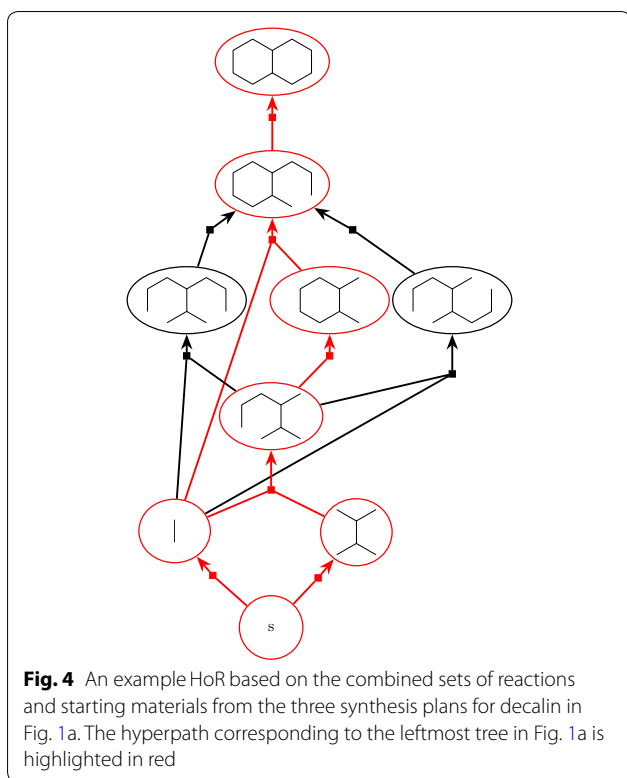 s
Fig. 4 An example HoR based on the combined sets of reactions
and starting materials from the three synthesis plans for decalin in
Fig. 1a. The hyperpath corresponding to the leftmost tree in Fig. 1a is
highlighted in red